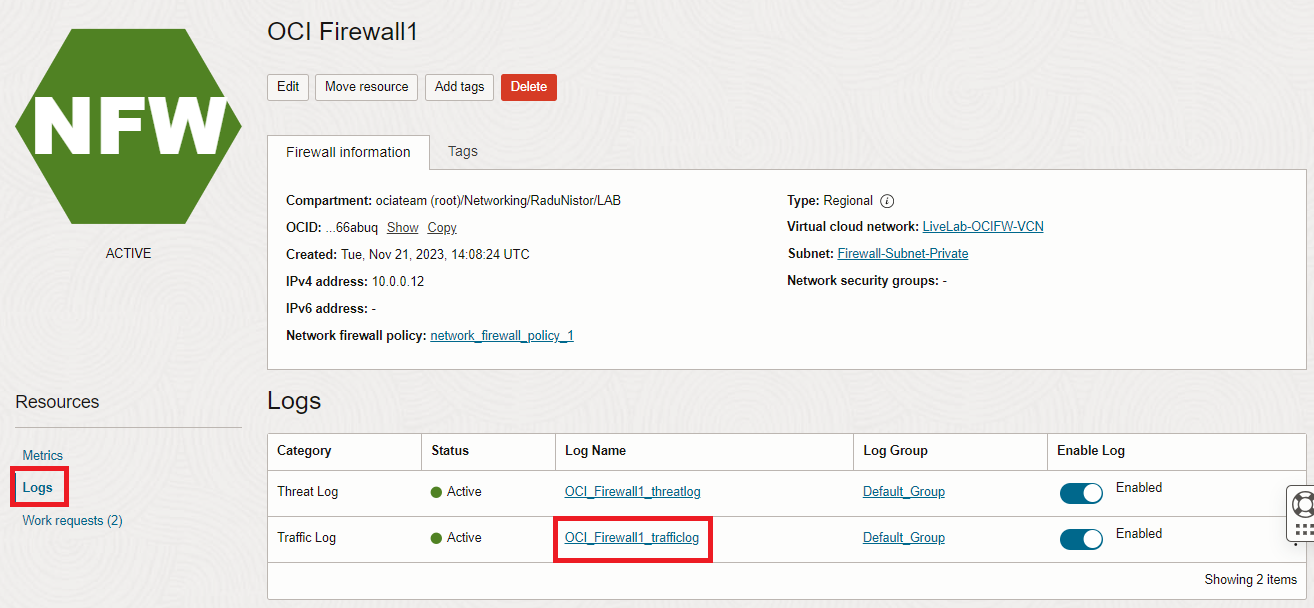 OCI Firewall1
NFW
ACTIVE
Edit Move resource Add tags Delete
Firewall information Tags
Compartment: ociateam (root)/Networking/RaduNistor/LAB
OCID: ...66abuq Show Copy
Created: Tue, Nov 21, 2023, 14:08:24 UTC
IPv4 address: 10.0.0.12
IPv6 address: -
Network firewall policy: network_firewall_policy_1
Type: Regional
Virtual cloud network: LiveLab-OCIFW-VCN
Subnet: Firewall-Subnet-Private
Network security groups: -
Resources
Metrics
Logs
Work requests (2)
Logs
Category Status Log Name Log Group Enable Log
Threat Log Active OCI_Firewall1_threatlog Default_Group Enabled
Traffic Log Active OCI_Firewall1_trafficlog Default_Group Enabled
Showing 2 items